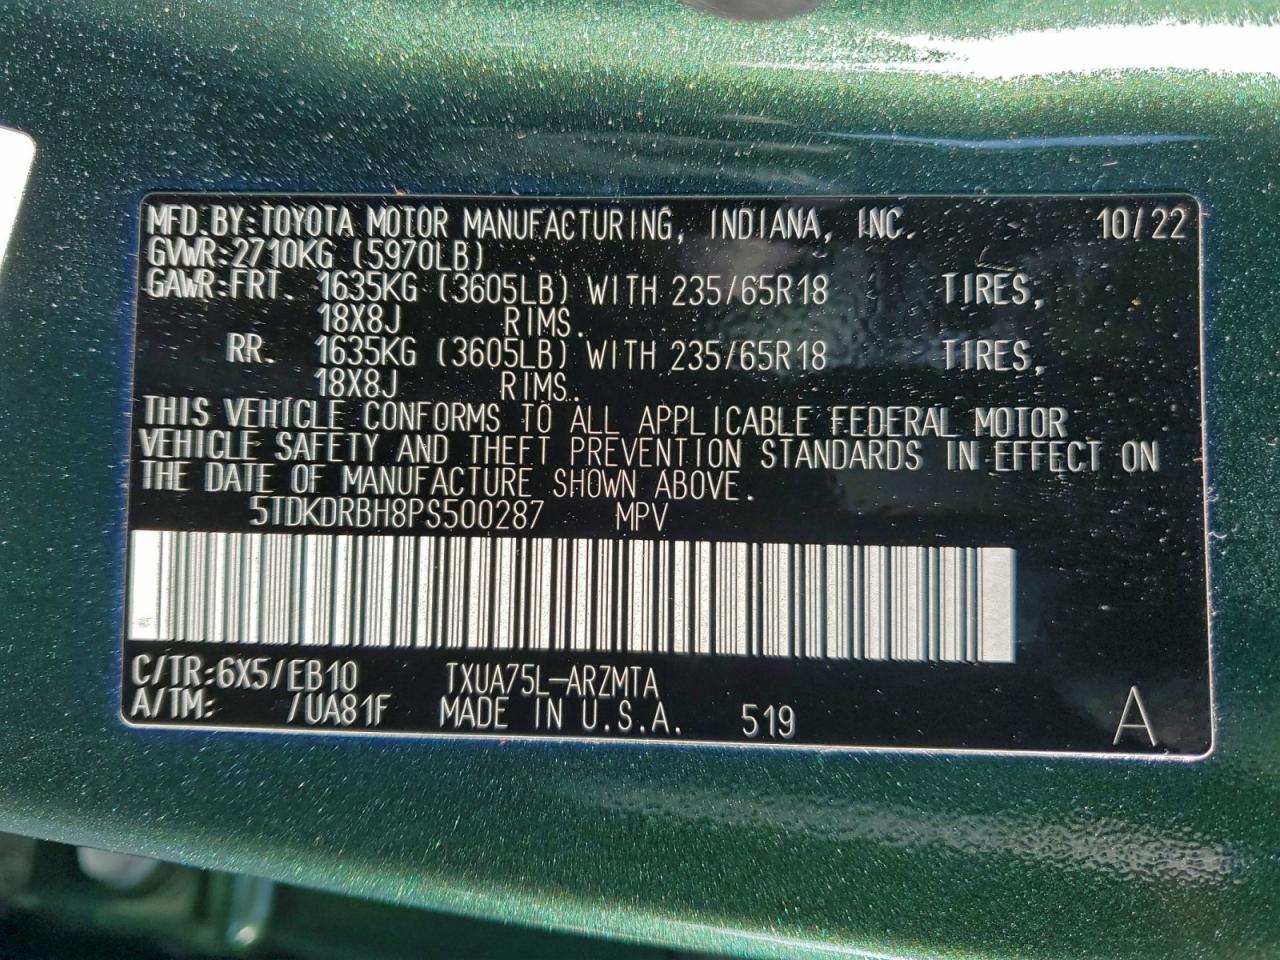 MFD.BY:TOYOTA MOTOR MANUFACTURING, INDIANA, INC. 10/22
GVWR:2710KG (5970LB)
GAWR:FRT. 1635KG (3605LB) WITH 235/65R18 TIRES,
18X8J RIMS.
RR. 1635KG (3605LB) WITH 235/65R18 TIRES,
18X8J RIMS.
THIS VEHICLE CONFORMS TO ALL APPLICABLE FEDERAL MOTOR
VEHICLE SAFETY AND THEFT PREVENTION STANDARDS IN EFFECT ON
THE DATE OF MANUFACTURE SHOWN ABOVE.
5TDKDRBH8PS500287 MPV
C/TR:6X5/EB10 TXUA75L-ARZMTA
A/TM: /UA81F MADE IN U.S.A. 519 A